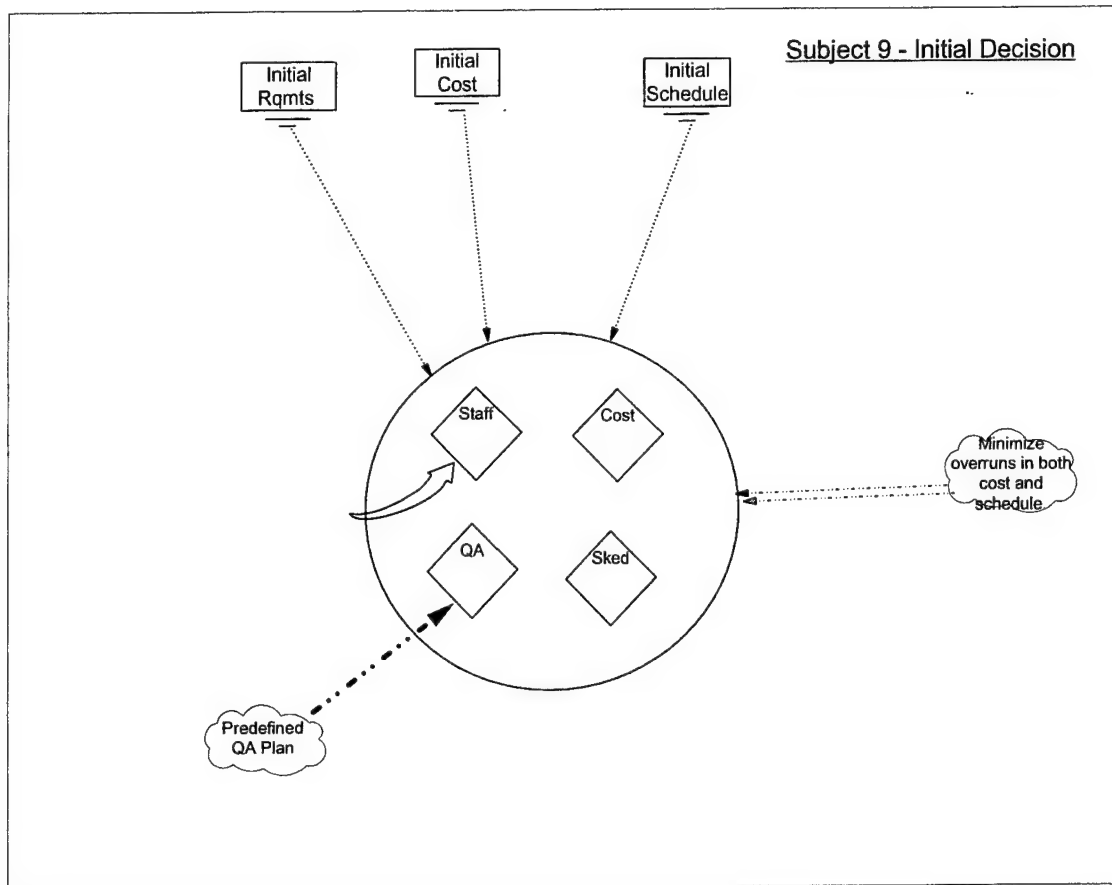 Subject 9 - Initial Decision
Initial
Rqmts
Initial
Cost
Initial
Schedule
Staff
Cost
Minimize
overruns in both
cost and
schedule
QA
Sked
Predefined
QA Plan